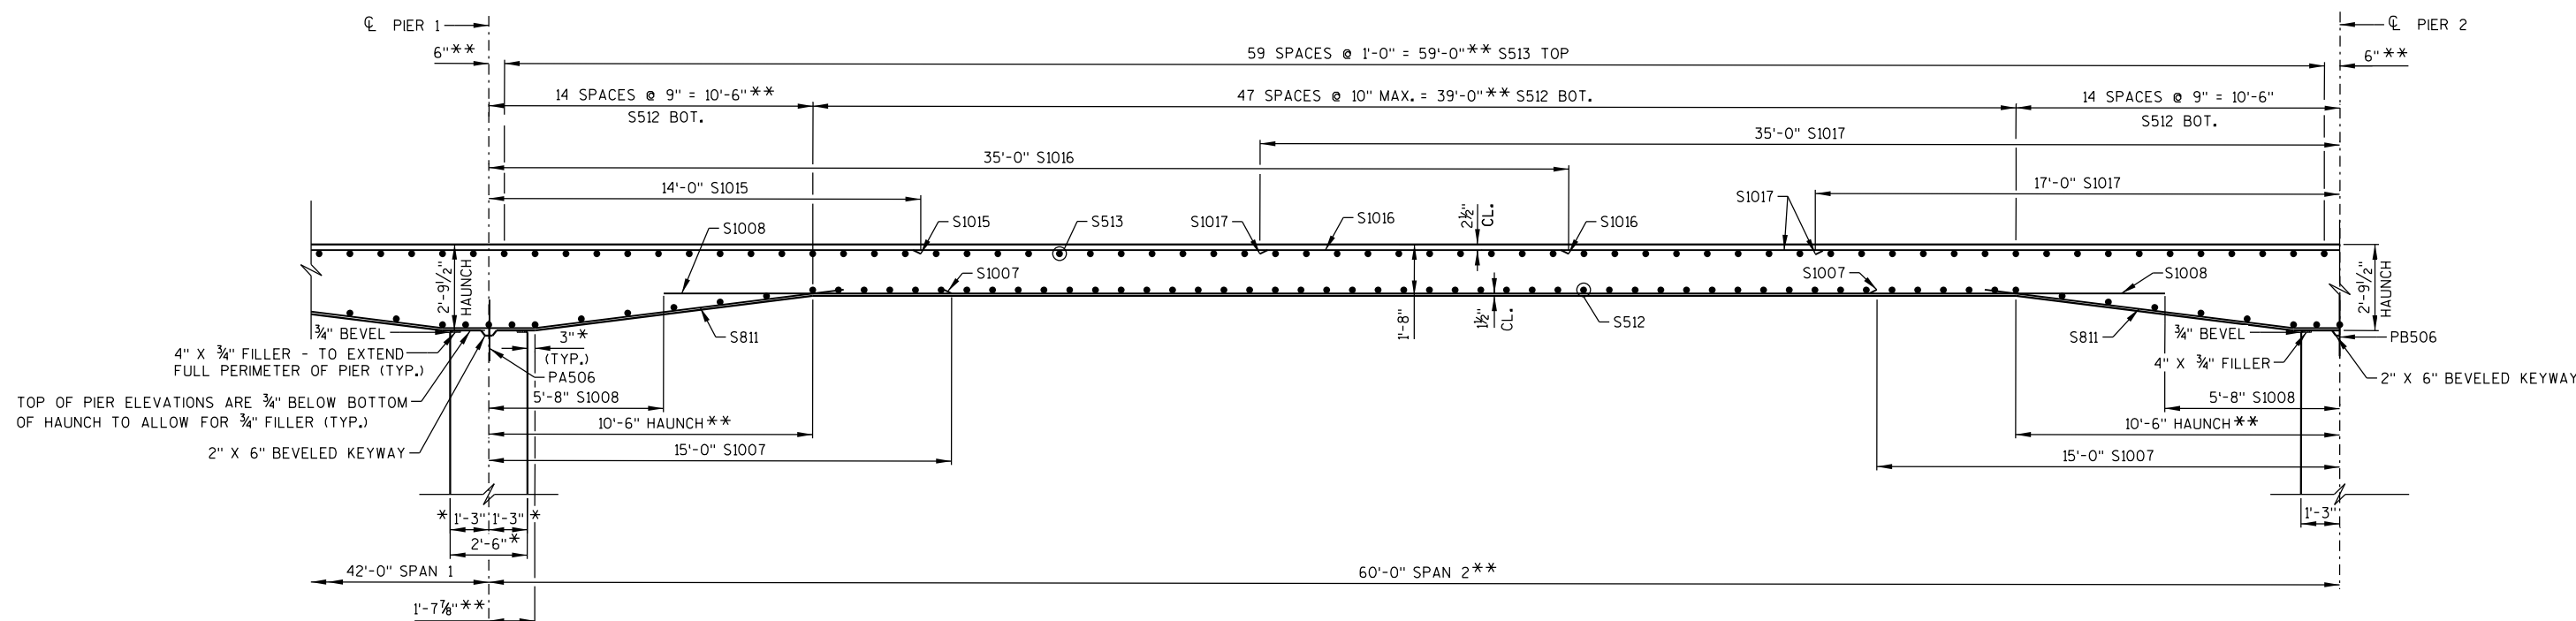 ℄ PIER 1
℄ PIER 2
6"**
59 SPACES @ 1'-0" = 59'-0"** S513 TOP
6"**
14 SPACES @ 9" = 10'-6"**
S512 BOT.
47 SPACES @ 10" MAX. = 39'-0"** S512 BOT.
14 SPACES @ 9" = 10'-6"
S512 BOT.
35'-0" S1017
35'-0" S1016
14'-0" S1015
17'-0" S1017
S1008
S1015
S513
S1017
S1016
2½" CL.
S1016
S1017
2'-9½"
HAUNCH
S1007
S1007
S1008
2'-9½"
HAUNCH
¾" BEVEL
S811
1'-8"
1½" CL.
S512
S811
¾" BEVEL
PB506
4" X ¾" FILLER - TO EXTEND
FULL PERIMETER OF PIER (TYP.)
3"*
(TYP.)
4" X ¾" FILLER
PA506
2" X 6" BEVELED KEYWAY
TOP OF PIER ELEVATIONS ARE ¾" BELOW BOTTOM
OF HAUNCH TO ALLOW FOR ¾" FILLER (TYP.)
5'-8" S1008
5'-8" S1008
10'-6" HAUNCH**
10'-6" HAUNCH**
2" X 6" BEVELED KEYWAY
15'-0" S1007
15'-0" S1007
* 1'-3" 1'-3" *
1'-3"
2'-6"*
42'-0" SPAN 1
60'-0" SPAN 2**
1'-7⅞"**